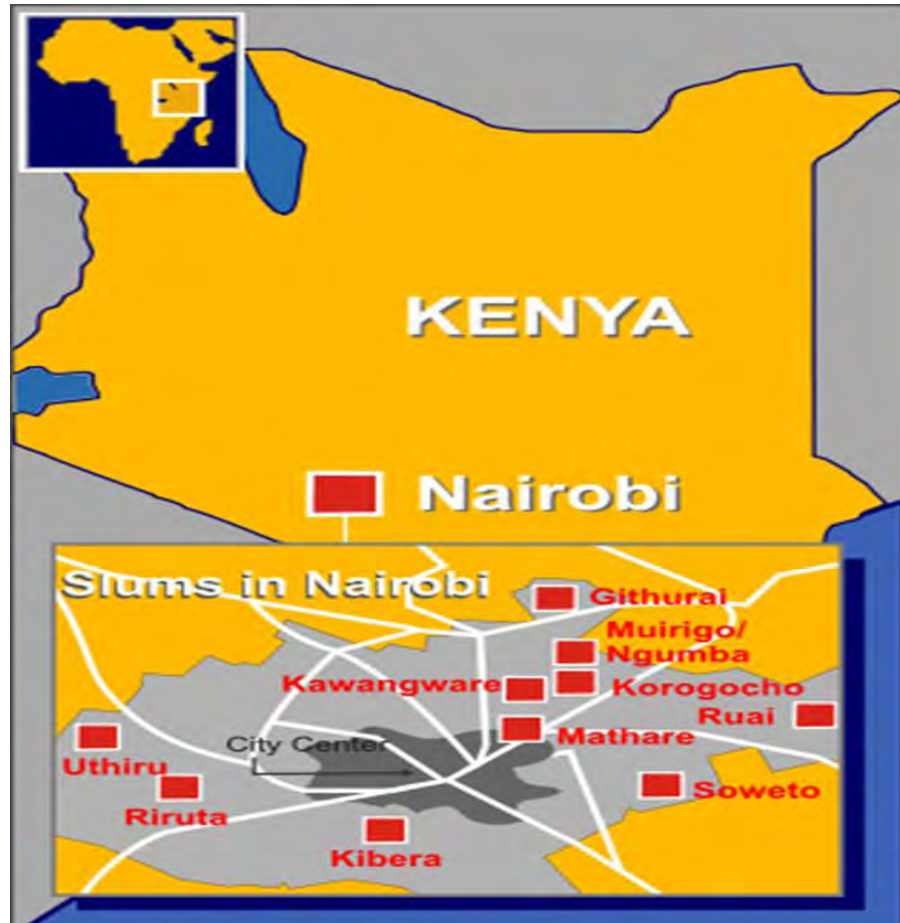 KENYA
Nairobi
Slums in Nairobi
Githurai
Muirigo/
Ngumba
Kawangware
Korogocho
Ruai
Mathare
City Center
Uthiru
Riruta
Soweto
Kibera